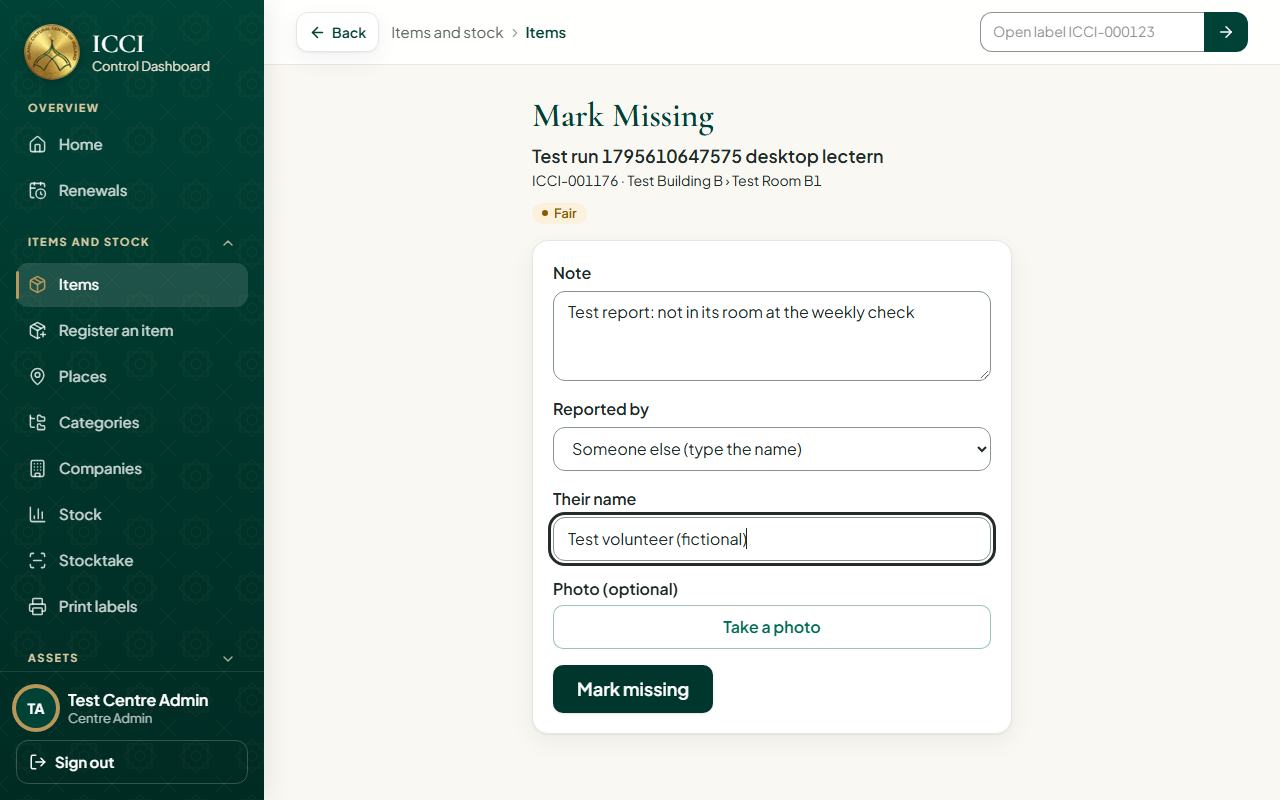 ICCI
Control Dashboard
OVERVIEW
Home
Renewals
ITEMS AND STOCK
Items
Register an item
Places
Categories
Companies
Stock
Stocktake
Print labels
ASSETS
TA
Test Centre Admin
Centre Admin
Sign out
Back
Items and stock › Items
Open label ICCI-000123
Mark Missing
Test run 1795610647575 desktop lectern
ICCI-001176 · Test Building B › Test Room B1
Fair
Note
Test report: not in its room at the weekly check
Reported by
Someone else (type the name)
Their name
Test volunteer (fictional)
Photo (optional)
Take a photo
Mark missing